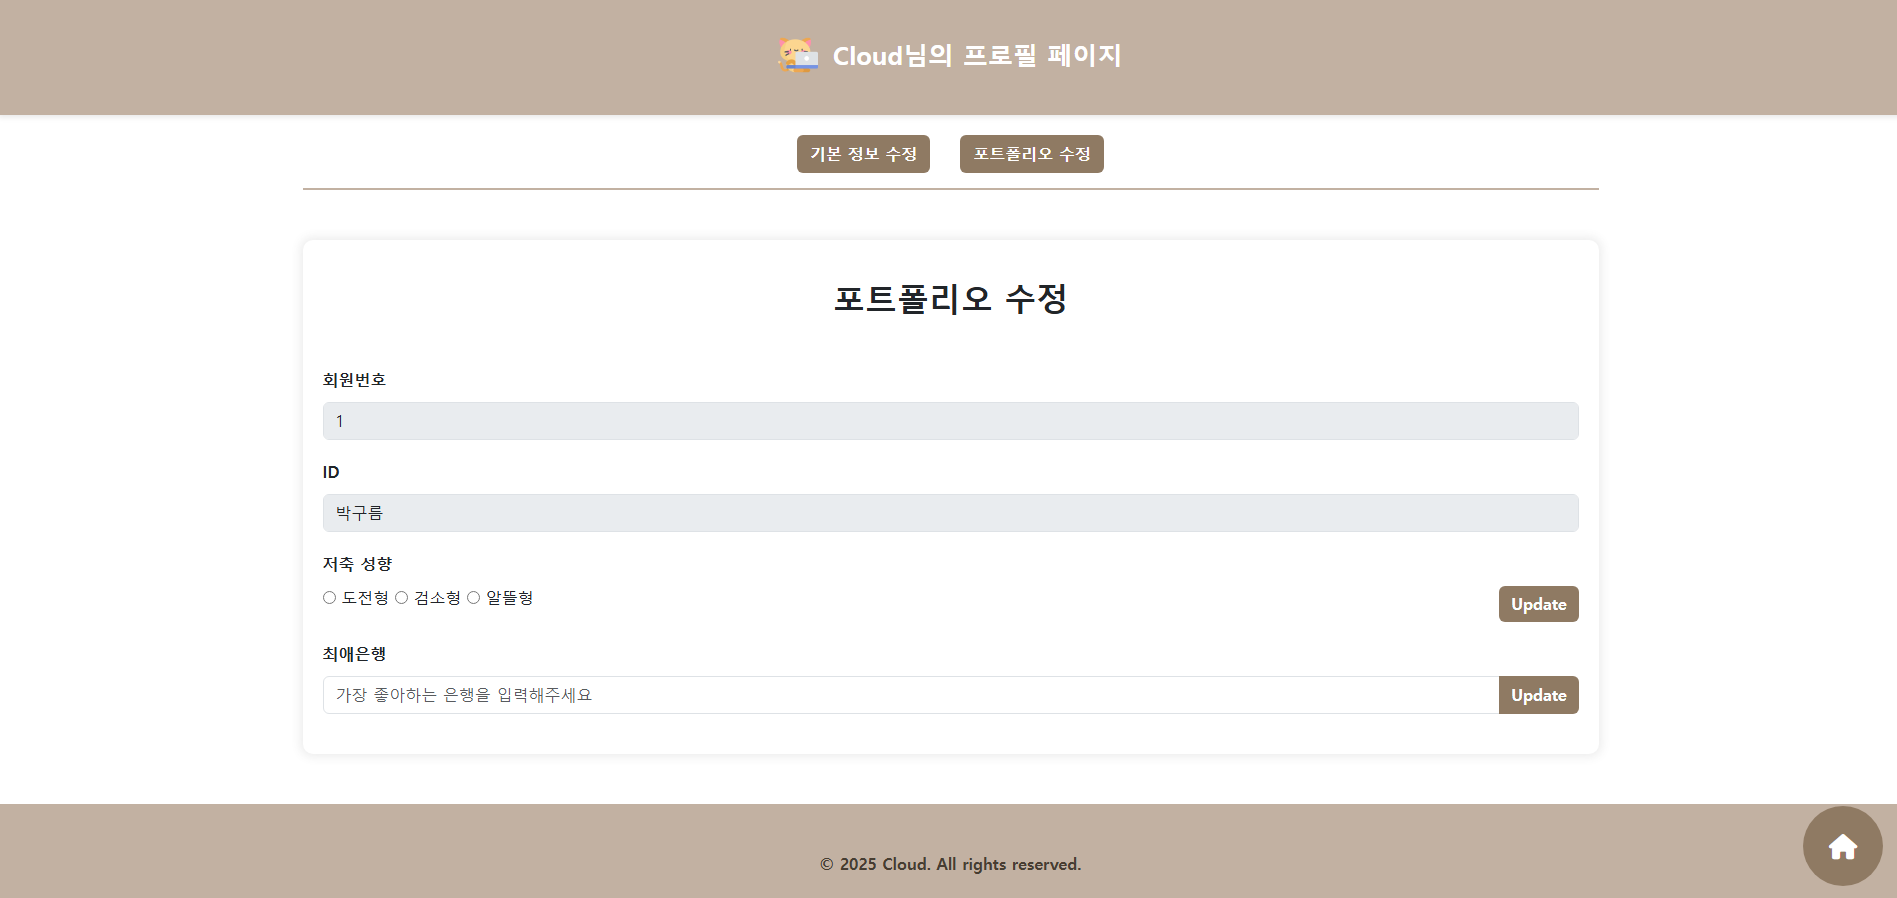 Cloud님의 프로필 페이지
기본 정보 수정 포트폴리오 수정
포트폴리오 수정
회원번호
1
ID
박구름
저축 성향
도전형 검소형 알뜰형 Update
최애은행
가장 좋아하는 은행을 입력해주세요 Update
© 2025 Cloud. All rights reserved.